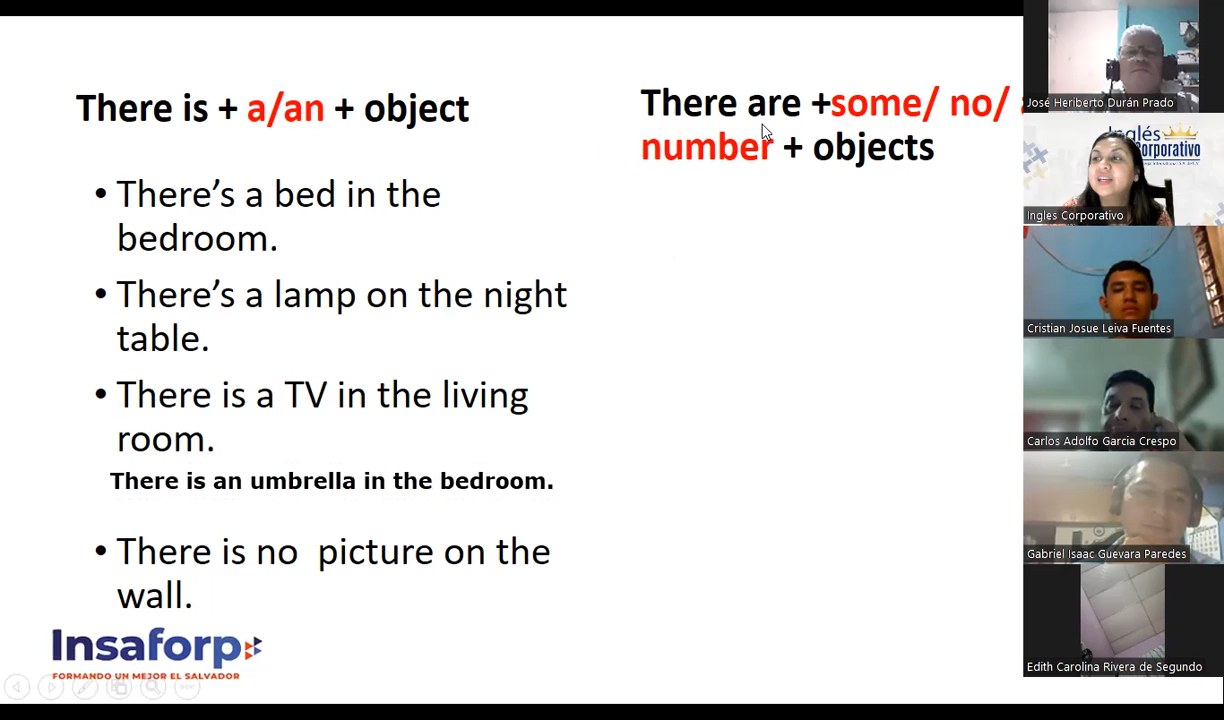 There is + a/an + object
• There's a bed in the
bedroom.
• There's a lamp on the night
table.
• There is a TV in the living
room.
There is an umbrella in the bedroom.
• There is no picture on the
wall.
There are +some/ no/
number + objects
Insaforp
FORMANDO UN MEJOR EL SALVADOR
José Heriberto Durán Prado
Inglés
Corporativo
Ingles Corporativo
Cristian Josue Leiva Fuentes
Carlos Adolfo Garcia Crespo
Gabriel Isaac Guevara Paredes
Edith Carolina Rivera de Segundo